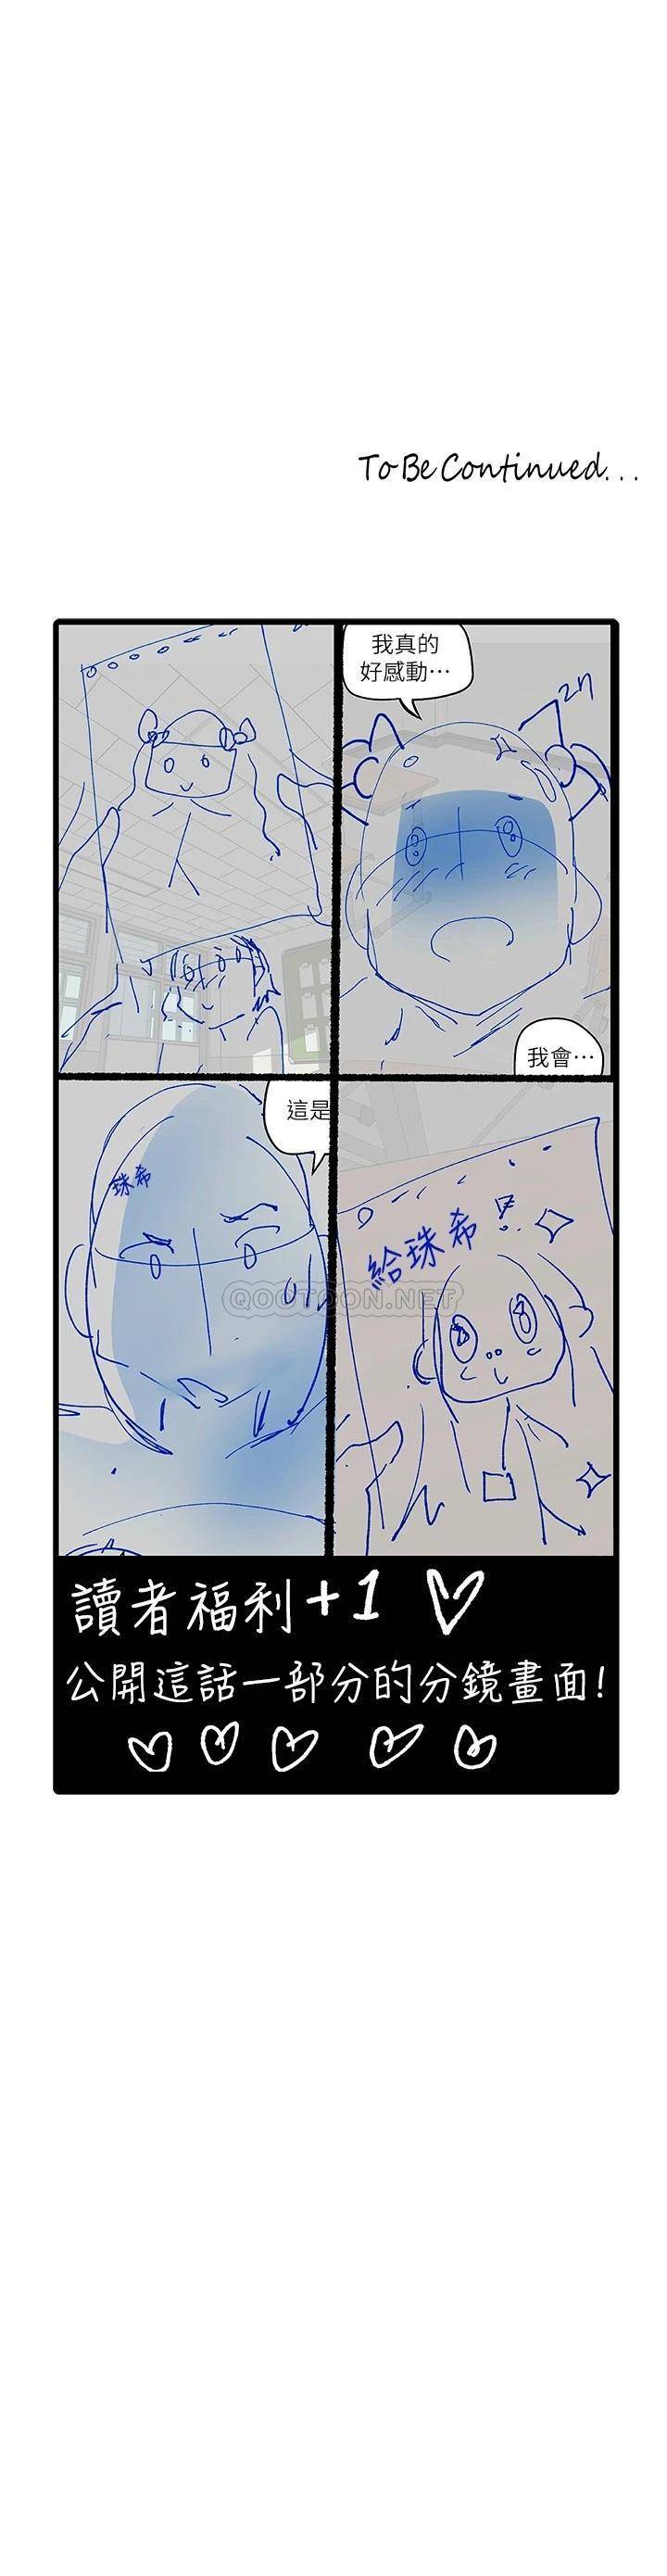 To Be Continued...
我真的
好感動⋯
我會⋯
這是
珠希
給珠希
QOOTOON.NET
讀者福利+1
公開這話一部分的分鏡畫面!